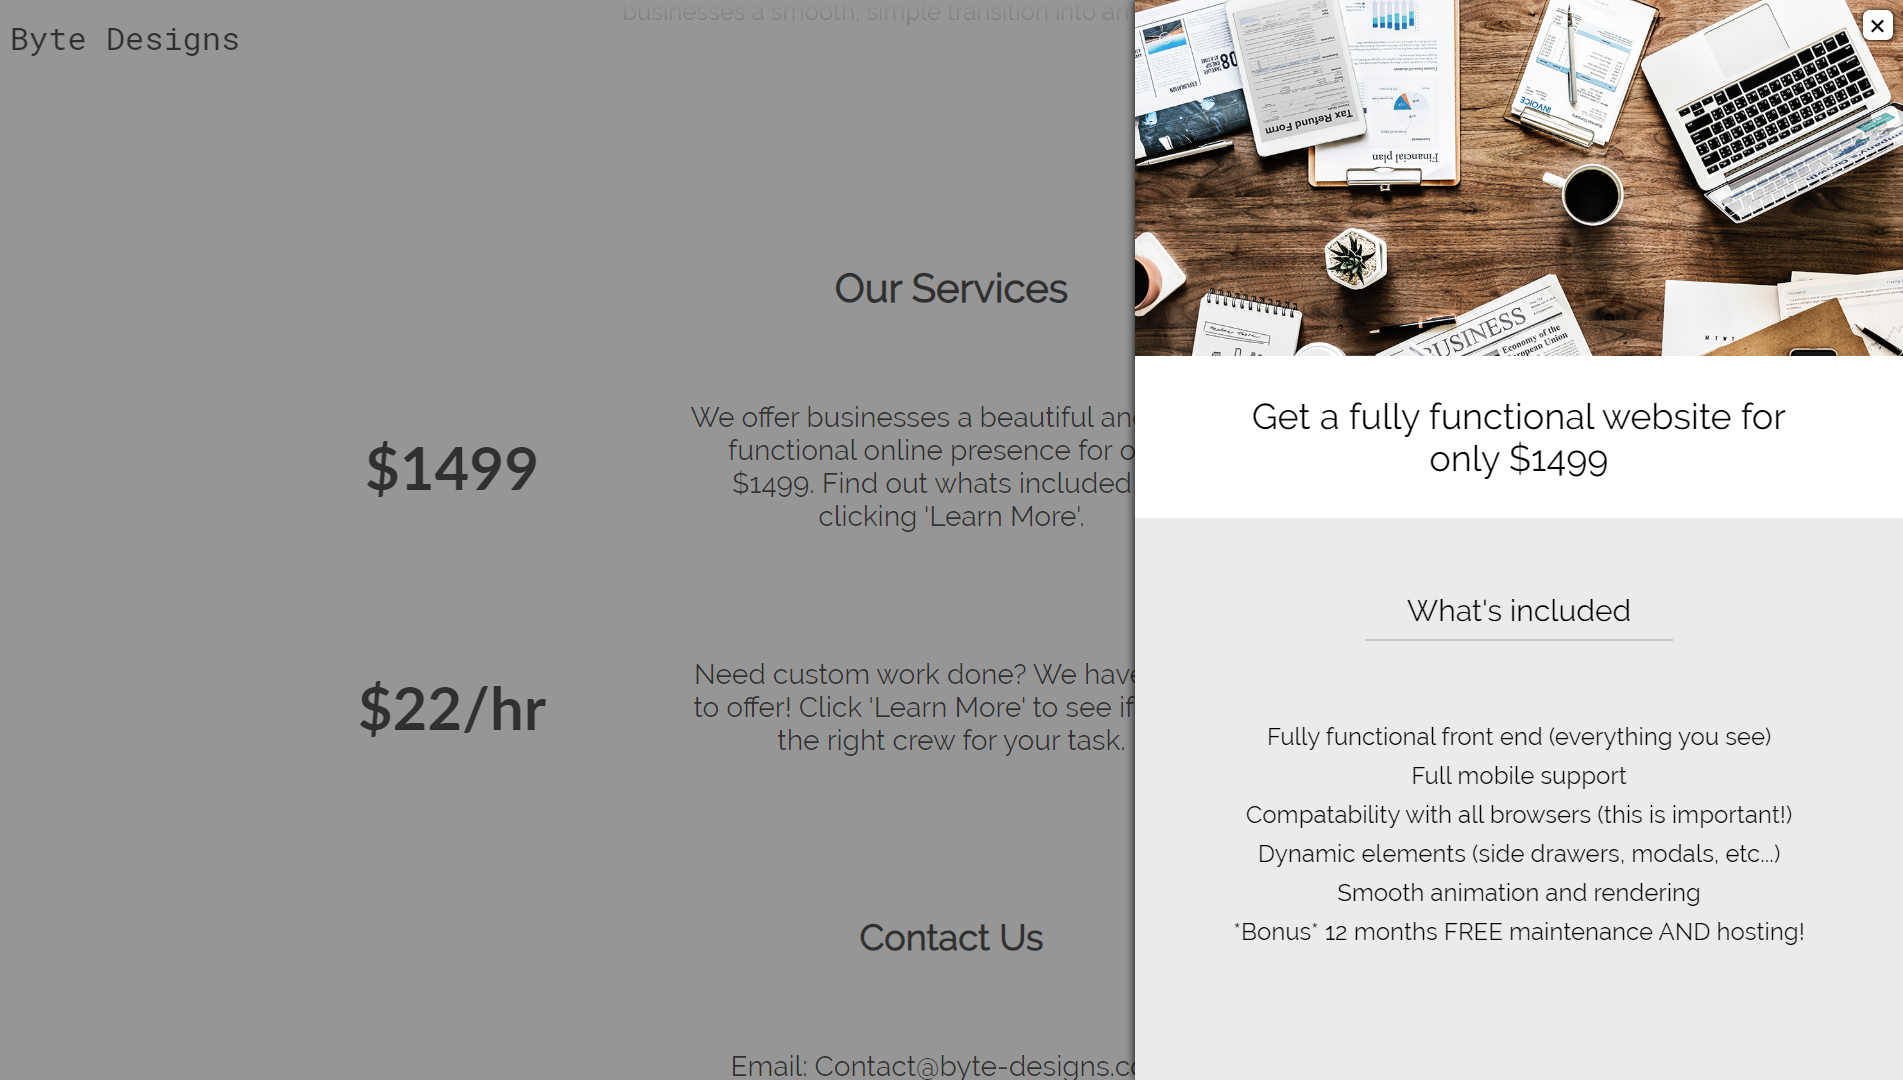 businesses a smooth, simple transition into an
Byte Designs
Our Services
$1499
We offer businesses a beautiful an
functional online presence for o
$1499. Find out whats included
clicking 'Learn More'.
$22/hr
Need custom work done? We have
to offer! Click 'Learn More' to see if
the right crew for your task.
Contact Us
Email: Contact@byte-designs.co
Tax Refund Form
Financial plan
INVOICE
BUSINESS
Economy of the
European Union
Get a fully functional website for
only $1499
What's included
Fully functional front end (everything you see)
Full mobile support
Compatability with all browsers (this is important!)
Dynamic elements (side drawers, modals, etc...)
Smooth animation and rendering
*Bonus* 12 months FREE maintenance AND hosting!